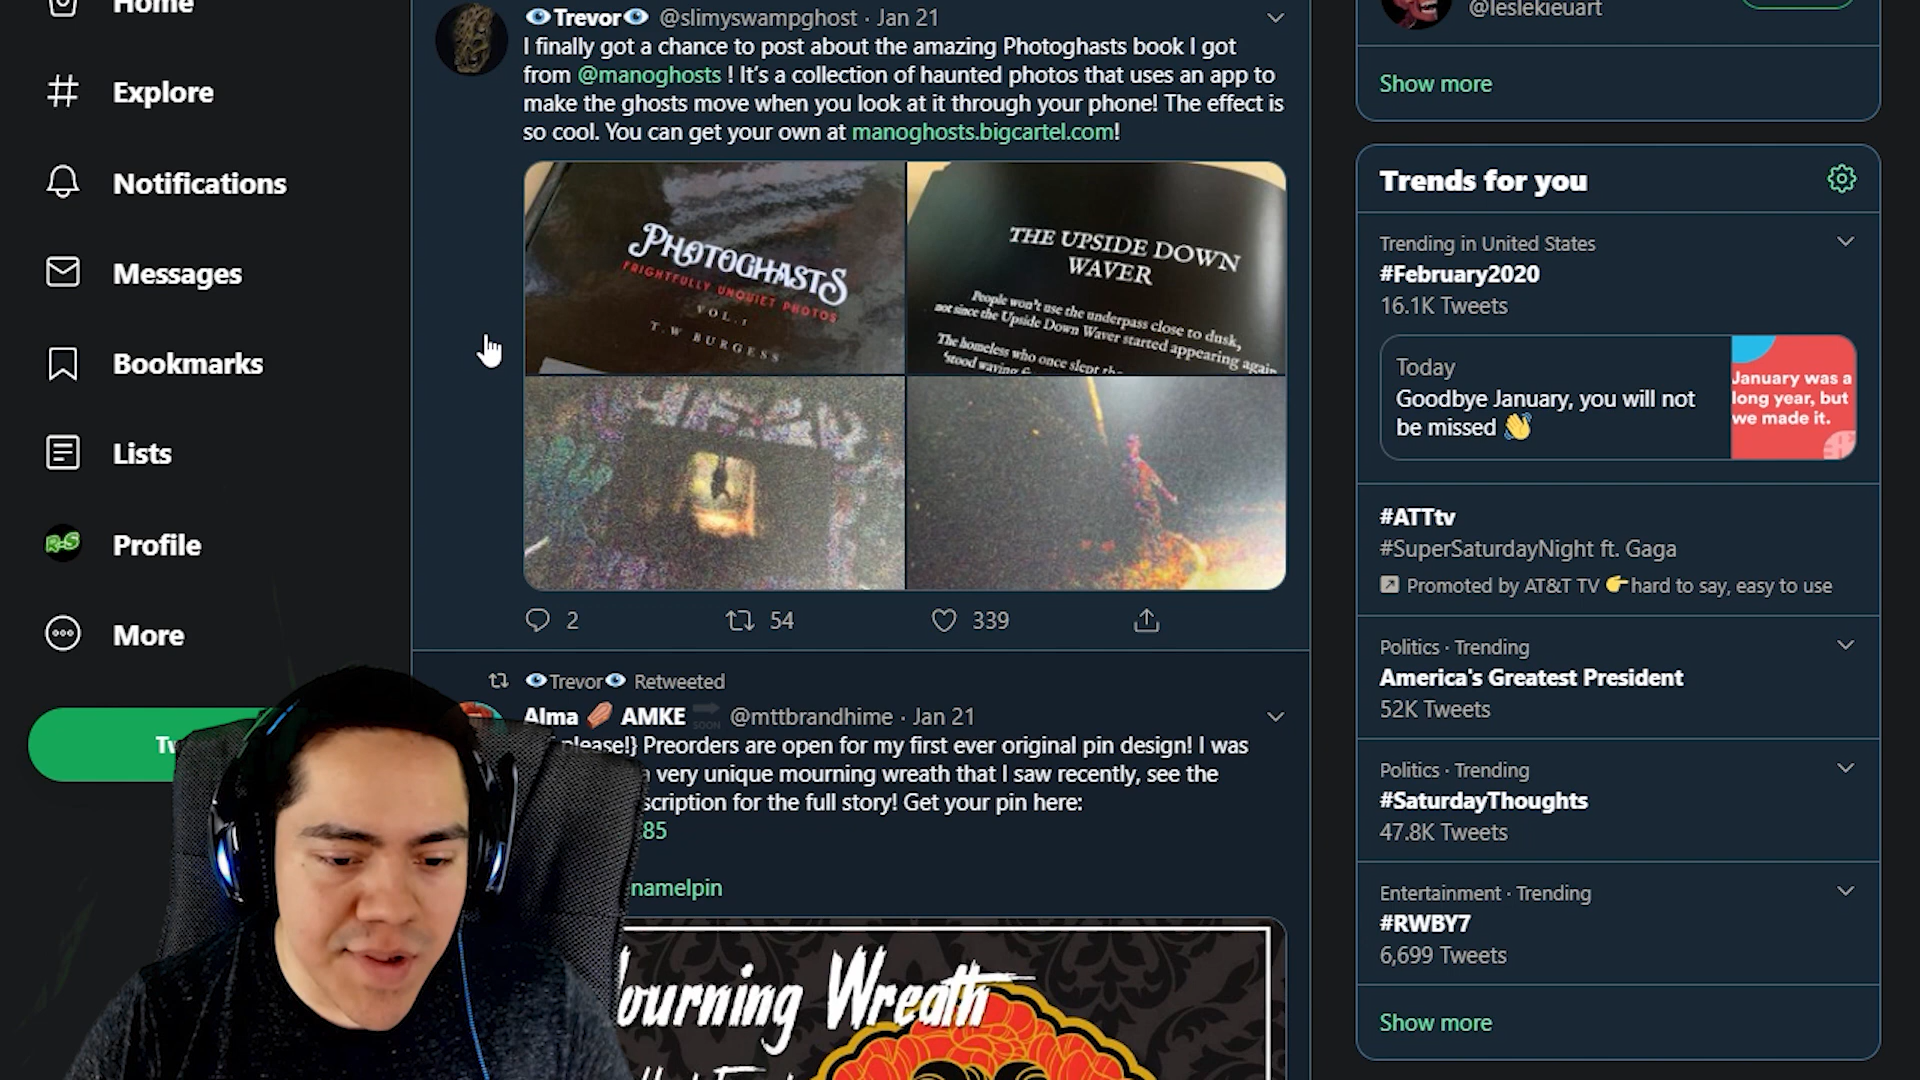 Home
Explore
Notifications
Messages
Bookmarks
Lists
R-S
Profile
More
👁Trevor👁 @slimyswampghost · Jan 21
I finally got a chance to post about the amazing Photoghasts book I got
from @manoghosts ! It's a collection of haunted photos that uses an app to
make the ghosts move when you look at it through your phone! The effect is
so cool. You can get your own at manoghosts.bigcartel.com!
PHOTOGHASTS
FRIGHTFULLY UNQUIET PHOTOS
VOL.1
T.W BURGESS
THE UPSIDE DOWN
WAVER
People won't use the underpass close to dusk,
not since the Upside Down Waver started appearing again
The homeless who once slept
'stood waving
2
54
339
👁Trevor👁 Retweeted
Alma AMKE SOON @mttbrandhime · Jan 21
please!} Preorders are open for my first ever original pin design! I was
very unique mourning wreath that I saw recently, see the
scription for the full story! Get your pin here:
85
namelpin
ourning Wreath
@leslekieuart
Show more
Trends for you
Trending in United States
#February2020
16.1K Tweets
Today
Goodbye January, you will not
be missed 👋
January was a
long year, but
we made it.
#ATTtv
#SuperSaturdayNight ft. Gaga
Promoted by AT&T TV 👉hard to say, easy to use
Politics · Trending
America's Greatest President
52K Tweets
Politics · Trending
#SaturdayThoughts
47.8K Tweets
Entertainment · Trending
#RWBY7
6,699 Tweets
Show more